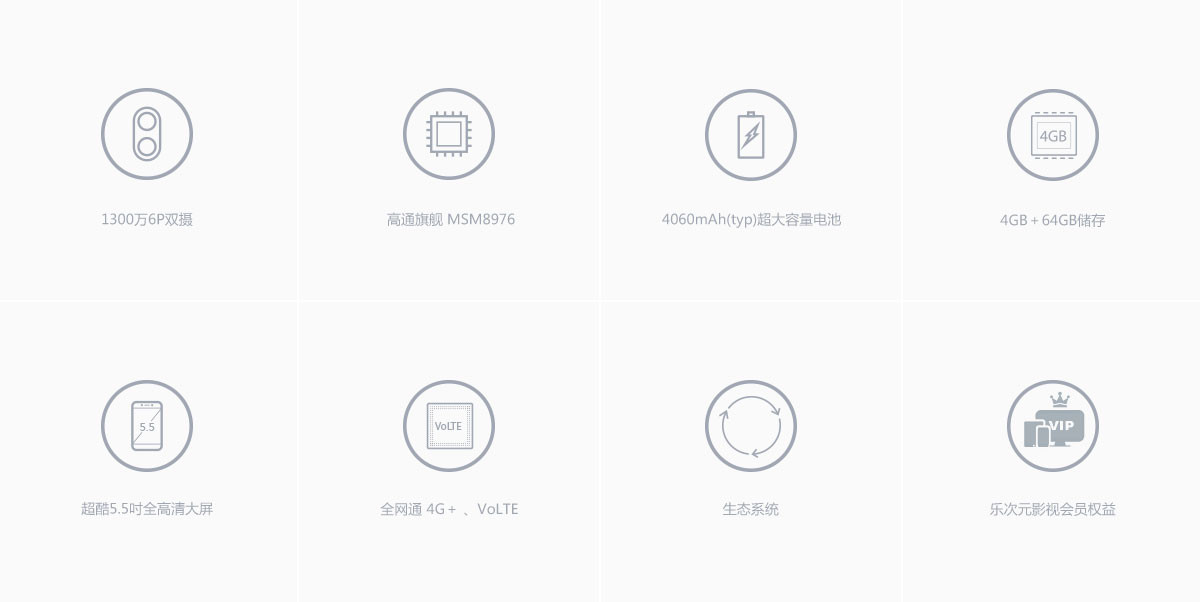 4GB
1300万6P双摄
高通旗舰 MSM8976
4060mAh(typ)超大容量电池
4GB+64GB储存
5.5
VoLTE
VIP
超酷5.5吋全高清大屏
全网通 4G+ 、VoLTE
生态系统
乐次元影视会员权益